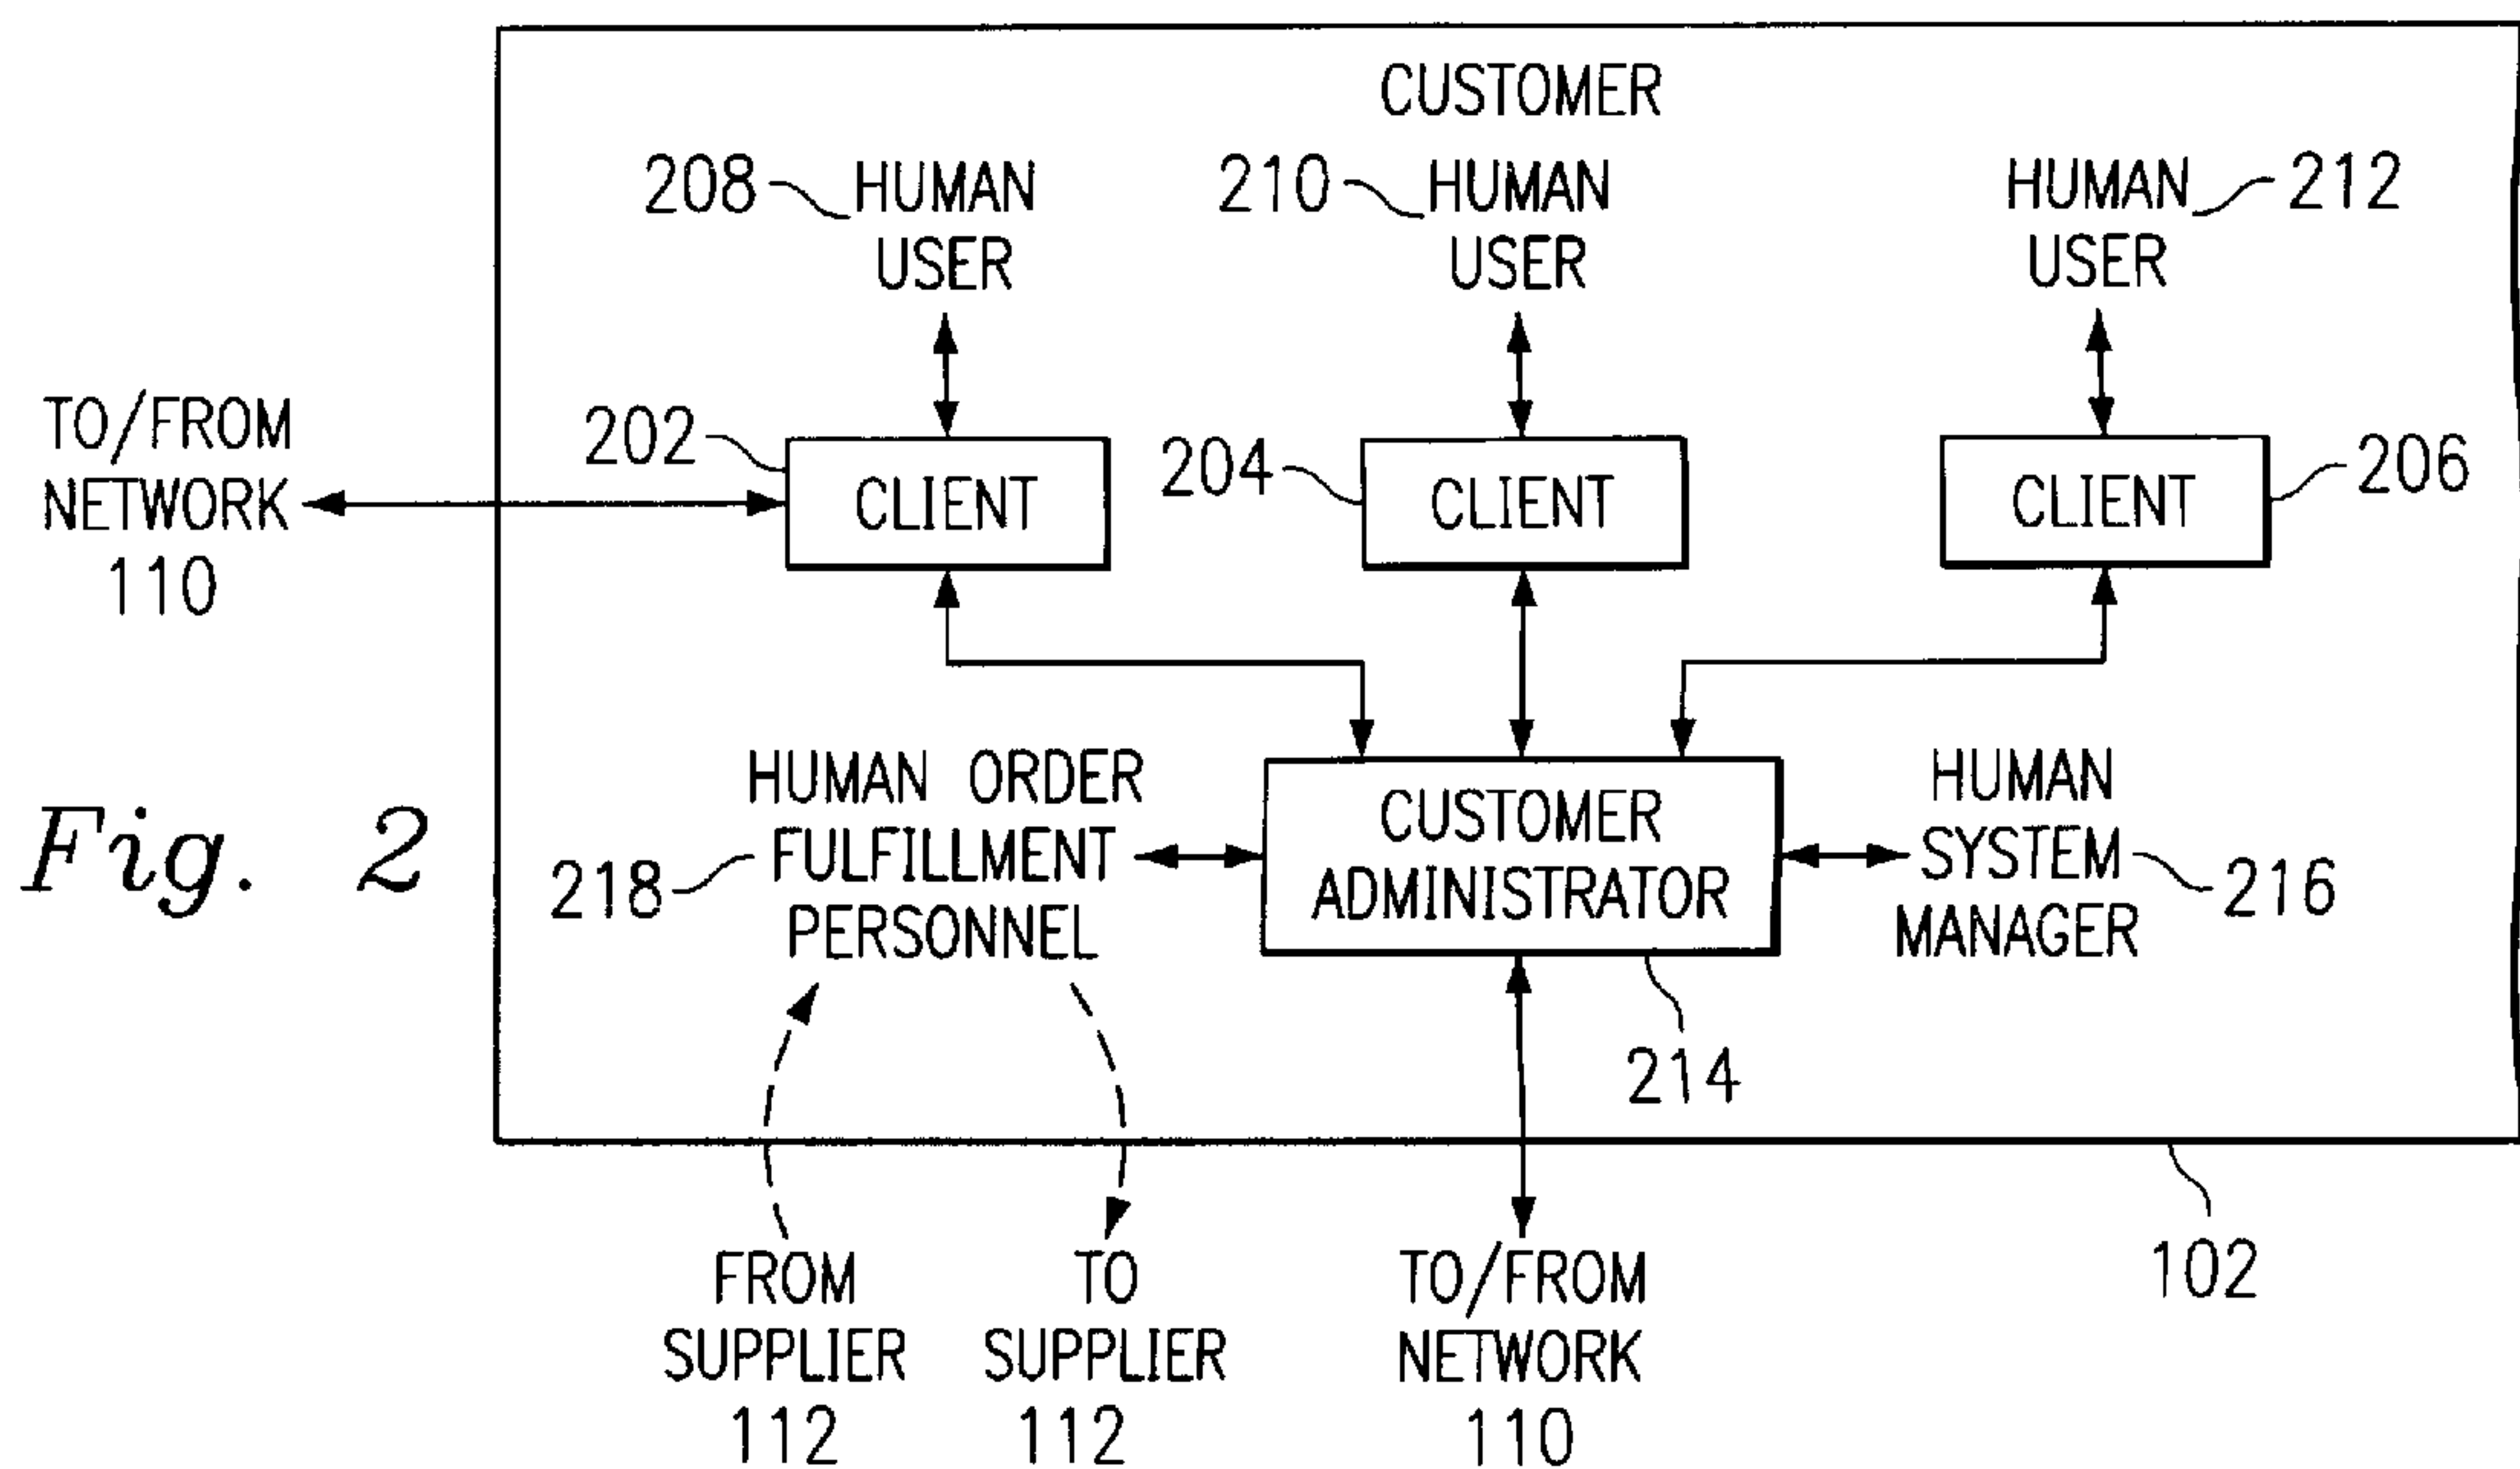 CUSTOMER
208
HUMAN
USER
210
HUMAN
USER
HUMAN
USER
212
TO/FROM
NETWORK
110
202
CLIENT
204
CLIENT
CLIENT
206
Fig. 2
218
HUMAN ORDER
FULFILLMENT
PERSONNEL
CUSTOMER
ADMINISTRATOR
HUMAN
SYSTEM
MANAGER
216
214
102
FROM
SUPPLIER
112
TO
SUPPLIER
112
TO/FROM
NETWORK
110